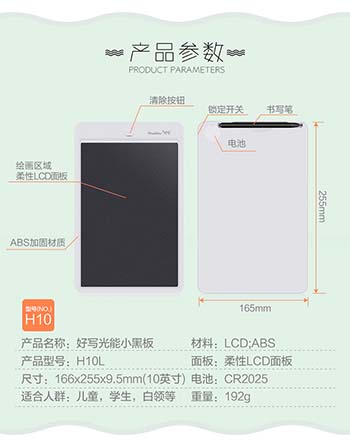 产品参数
PRODUCT PARAMETERS
清除按钮
锁定开关
书写笔
电池
绘画区域
柔性LCD面板
ABS加固材质
255mm
165mm
型号(NO.)
H10
产品名称：好写光能小黑板
材料：LCD;ABS
产品型号：H10L
面板：柔性LCD面板
尺寸：166x255x9.5mm(10英寸)
电池：CR2025
适合人群，儿童，学生，白领等
重量：192g